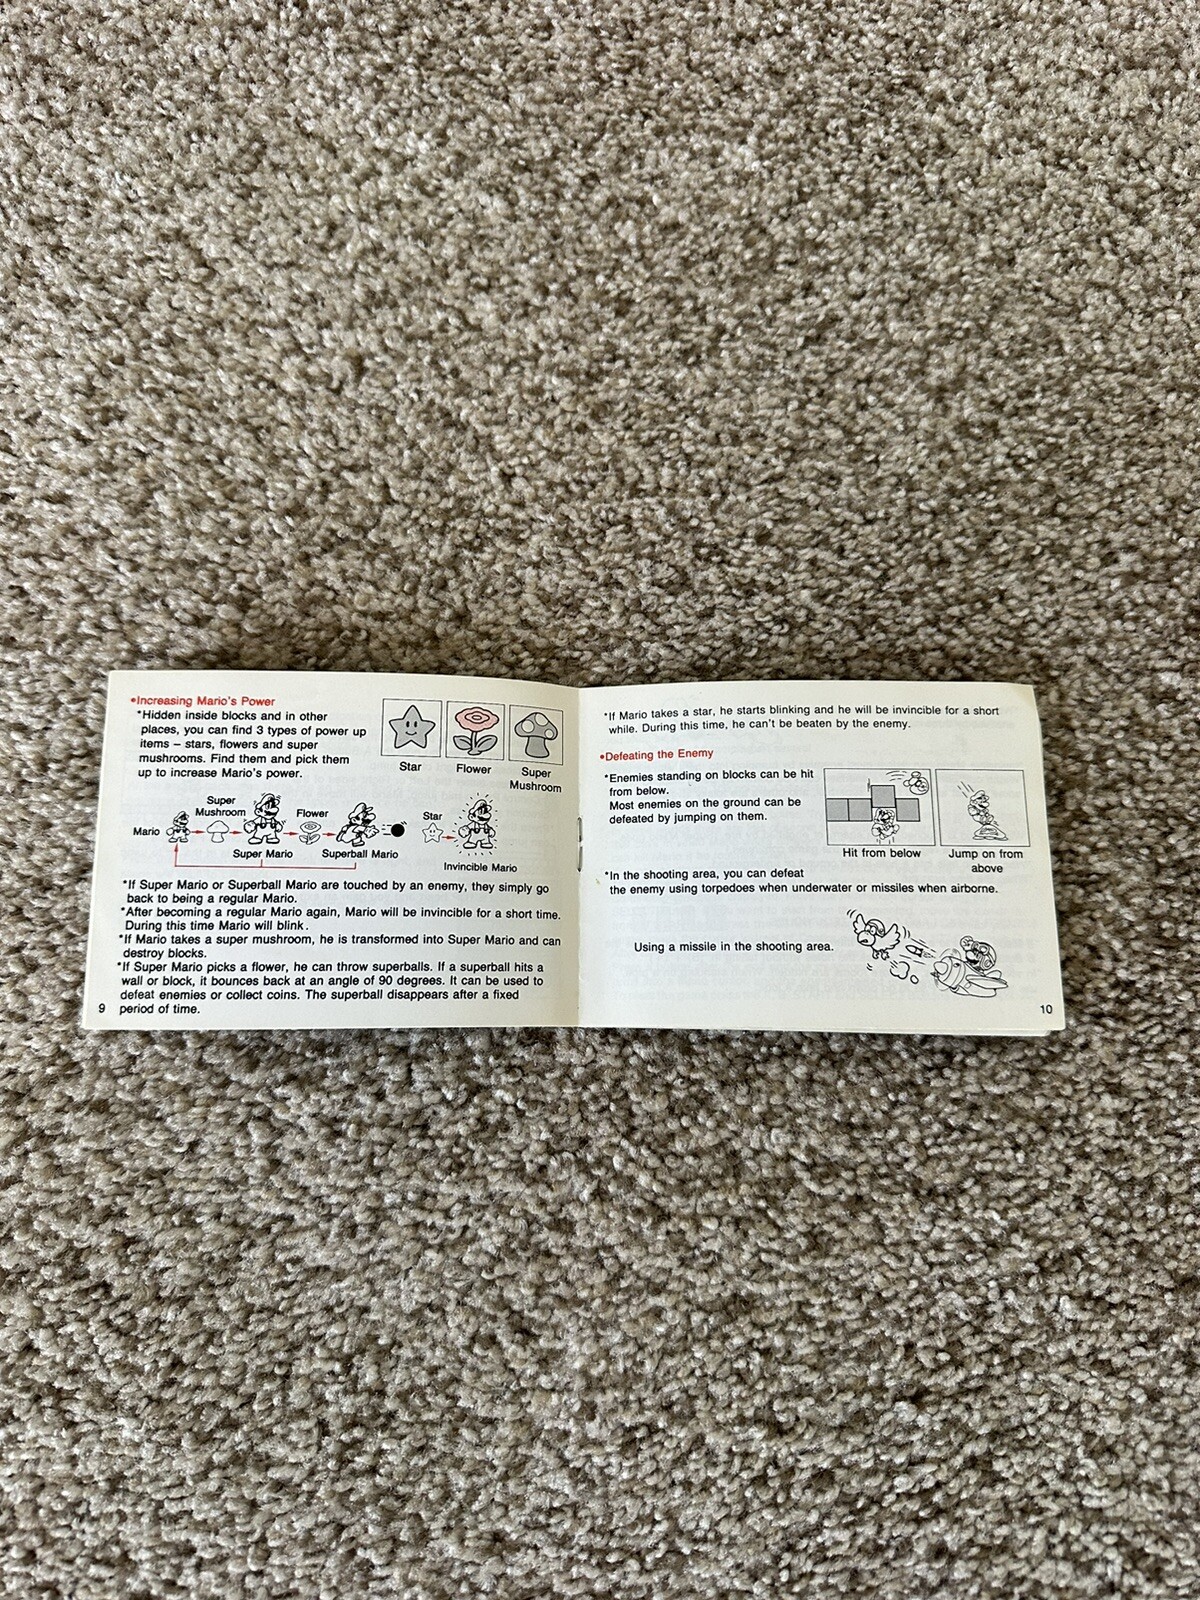 •Increasing Mario's Power
*Hidden inside blocks and in other
places, you can find 3 types of power up
items – stars, flowers and super
mushrooms. Find them and pick them
up to increase Mario's power.
Star
Flower
Super
Mushroom
Mario
Super
Mushroom
Super Mario
Flower
Superball Mario
Star
Invincible Mario
*If Super Mario or Superball Mario are touched by an enemy, they simply go
back to being a regular Mario.
*After becoming a regular Mario again, Mario will be invincible for a short time.
During this time Mario will blink.
*If Mario takes a super mushroom, he is transformed into Super Mario and can
destroy blocks.
*If Super Mario picks a flower, he can throw superballs. If a superball hits a
wall or block, it bounces back at an angle of 90 degrees. It can be used to
defeat enemies or collect coins. The superball disappears after a fixed
period of time.
9
*If Mario takes a star, he starts blinking and he will be invincible for a short
while. During this time, he can't be beaten by the enemy.
•Defeating the Enemy
*Enemies standing on blocks can be hit
from below.
Most enemies on the ground can be
defeated by jumping on them.
Hit from below
Jump on from
above
*In the shooting area, you can defeat
the enemy using torpedoes when underwater or missiles when airborne.
Using a missile in the shooting area.
10